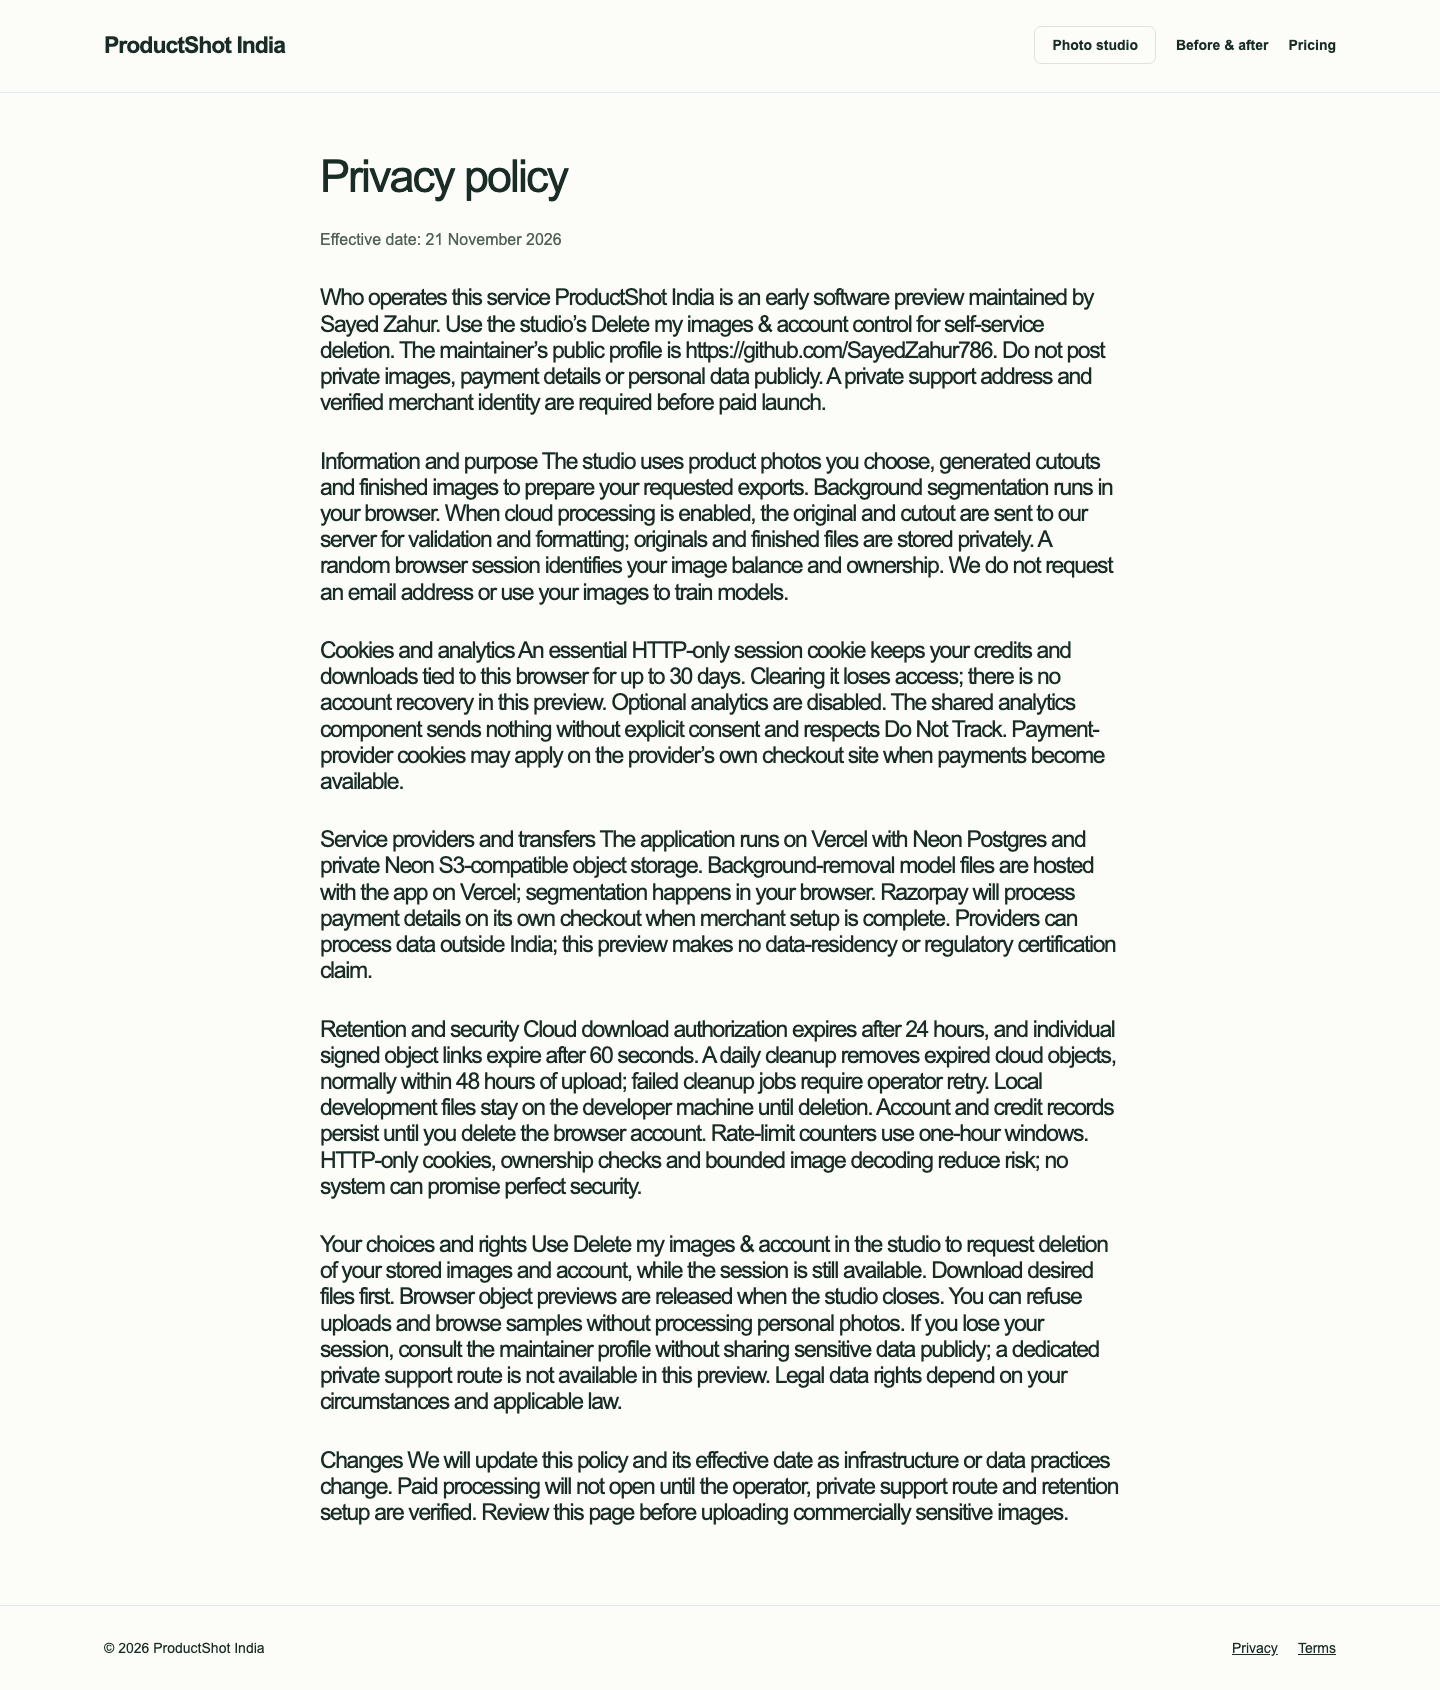 ProductShot India
Photo studio
Before & after
Pricing
Privacy policy
Effective date: 21 November 2026
Who operates this service ProductShot India is an early software preview maintained by
Sayed Zahur. Use the studio’s Delete my images & account control for self-service
deletion. The maintainer’s public profile is https://github.com/SayedZahur786. Do not post
private images, payment details or personal data publicly. A private support address and
verified merchant identity are required before paid launch.
Information and purpose The studio uses product photos you choose, generated cutouts
and finished images to prepare your requested exports. Background segmentation runs in
your browser. When cloud processing is enabled, the original and cutout are sent to our
server for validation and formatting; originals and finished files are stored privately. A
random browser session identifies your image balance and ownership. We do not request
an email address or use your images to train models.
Cookies and analytics An essential HTTP-only session cookie keeps your credits and
downloads tied to this browser for up to 30 days. Clearing it loses access; there is no
account recovery in this preview. Optional analytics are disabled. The shared analytics
component sends nothing without explicit consent and respects Do Not Track. Payment-
provider cookies may apply on the provider’s own checkout site when payments become
available.
Service providers and transfers The application runs on Vercel with Neon Postgres and
private Neon S3-compatible object storage. Background-removal model files are hosted
with the app on Vercel; segmentation happens in your browser. Razorpay will process
payment details on its own checkout when merchant setup is complete. Providers can
process data outside India; this preview makes no data-residency or regulatory certification
claim.
Retention and security Cloud download authorization expires after 24 hours, and individual
signed object links expire after 60 seconds. A daily cleanup removes expired cloud objects,
normally within 48 hours of upload; failed cleanup jobs require operator retry. Local
development files stay on the developer machine until deletion. Account and credit records
persist until you delete the browser account. Rate-limit counters use one-hour windows.
HTTP-only cookies, ownership checks and bounded image decoding reduce risk; no
system can promise perfect security.
Your choices and rights Use Delete my images & account in the studio to request deletion
of your stored images and account, while the session is still available. Download desired
files first. Browser object previews are released when the studio closes. You can refuse
uploads and browse samples without processing personal photos. If you lose your
session, consult the maintainer profile without sharing sensitive data publicly; a dedicated
private support route is not available in this preview. Legal data rights depend on your
circumstances and applicable law.
Changes We will update this policy and its effective date as infrastructure or data practices
change. Paid processing will not open until the operator, private support route and retention
setup are verified. Review this page before uploading commercially sensitive images.
© 2026 ProductShot India
Privacy
Terms